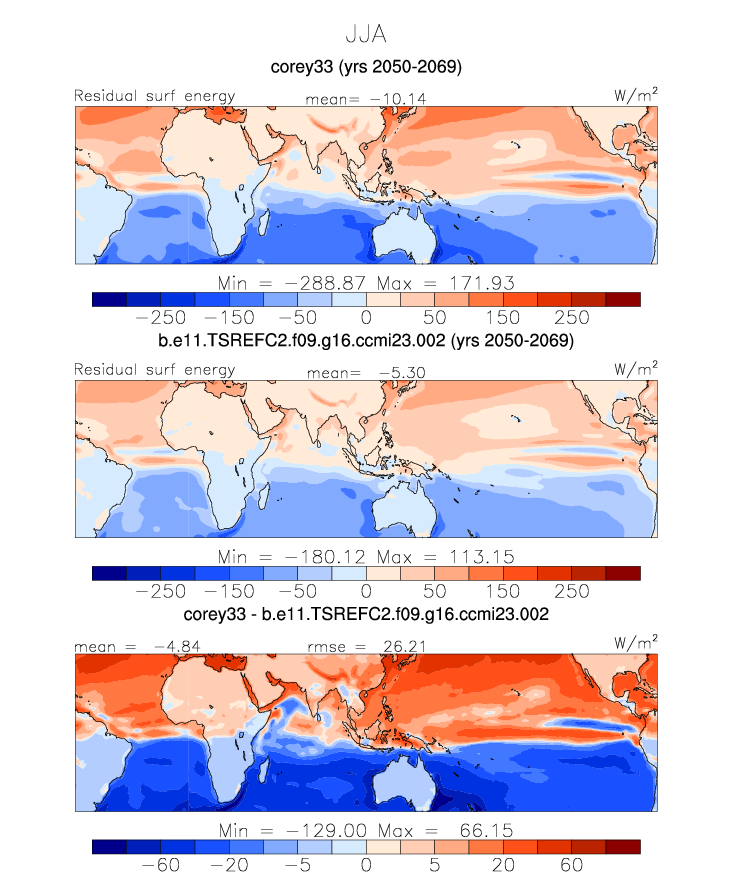 JJA
corey33 (yrs 2050-2069)
Residual surf energy mean= −10.14 W/m²
Min = −288.87 Max = 171.93
−250 −150 −50 0 50 150 250
b.e11.TSREFC2.f09.g16.ccmi23.002 (yrs 2050-2069)
Residual surf energy mean= −5.30 W/m²
Min = −180.12 Max = 113.15
−250 −150 −50 0 50 150 250
corey33 - b.e11.TSREFC2.f09.g16.ccmi23.002
mean = −4.84 rmse = 26.21 W/m²
Min = −129.00 Max = 66.15
−60 −20 −5 0 5 20 60